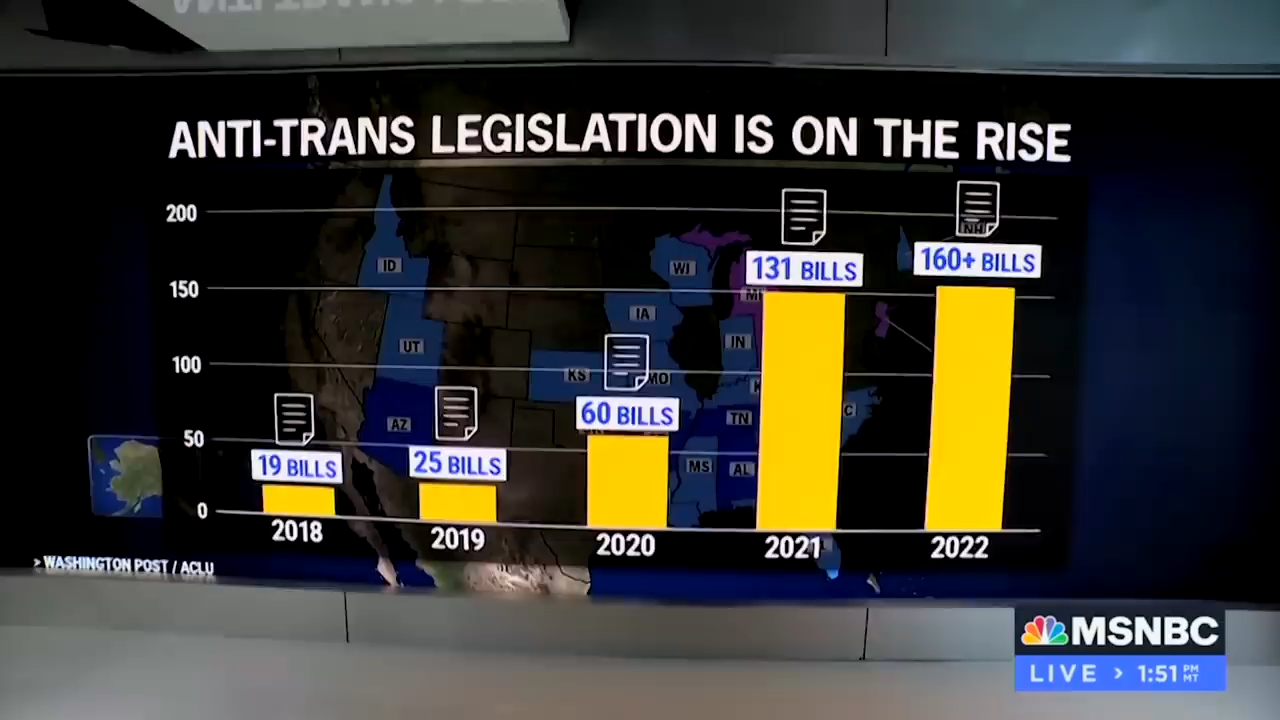 ANTI-TRANS LEGISLATION IS ON THE RISE
200
150
100
50
0
19 BILLS
25 BILLS
60 BILLS
131 BILLS
160+ BILLS
2018
2019
2020
2021
2022
ID
UT
AZ
WI
IA
KS
MO
IN
TN
MS
AL
NH
> WASHINGTON POST / ACLU
MSNBC
LIVE > 1:51 PM MT